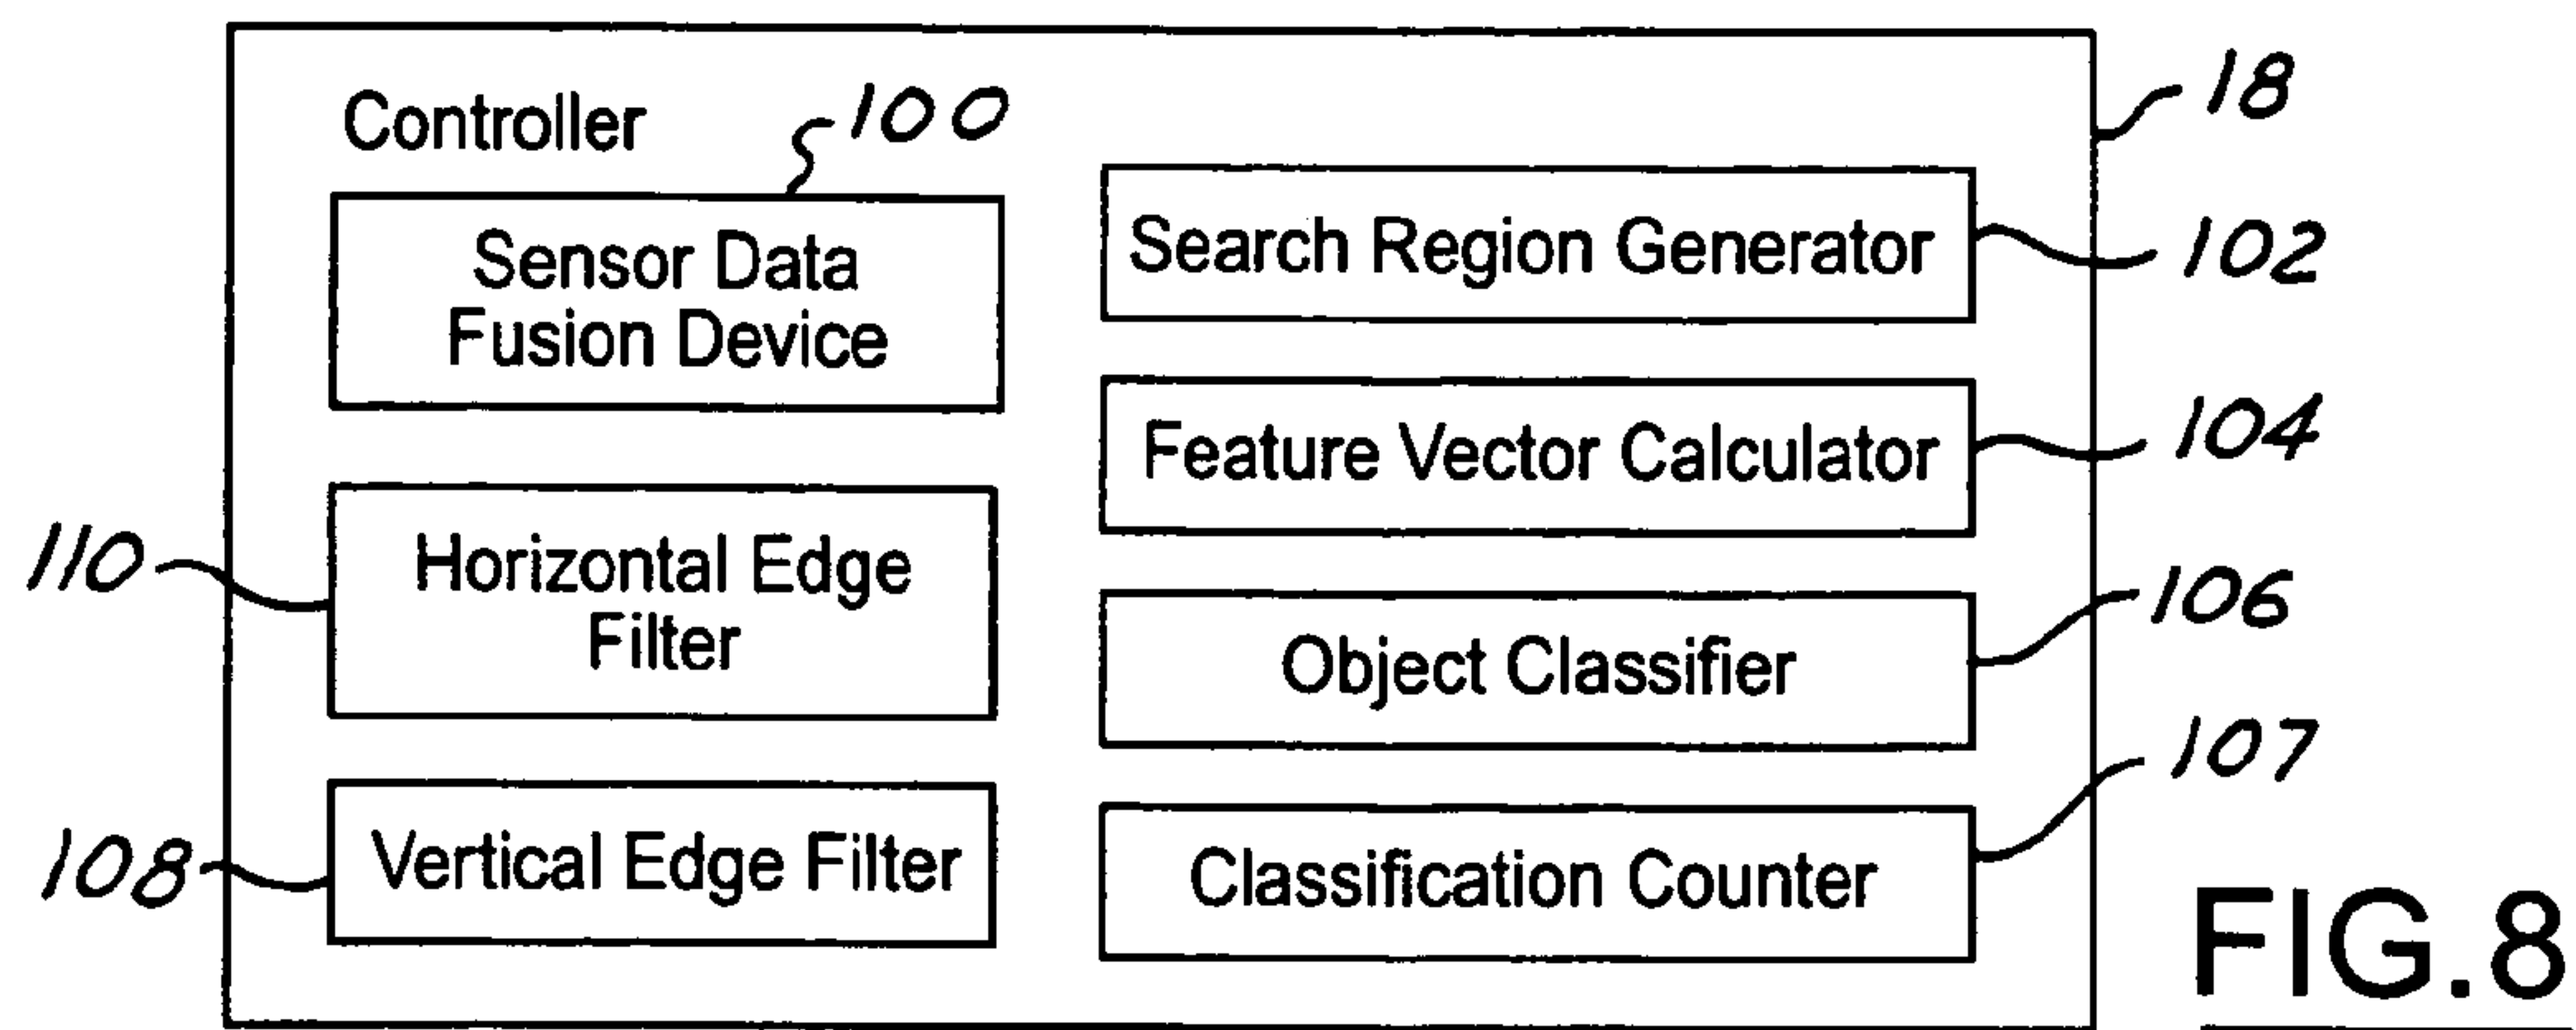 Controller
100
18
Sensor Data
Fusion Device
Search Region Generator
102
Feature Vector Calculator
104
110
Horizontal Edge
Filter
Object Classifier
106
108
Vertical Edge Filter
Classification Counter
107
FIG.8